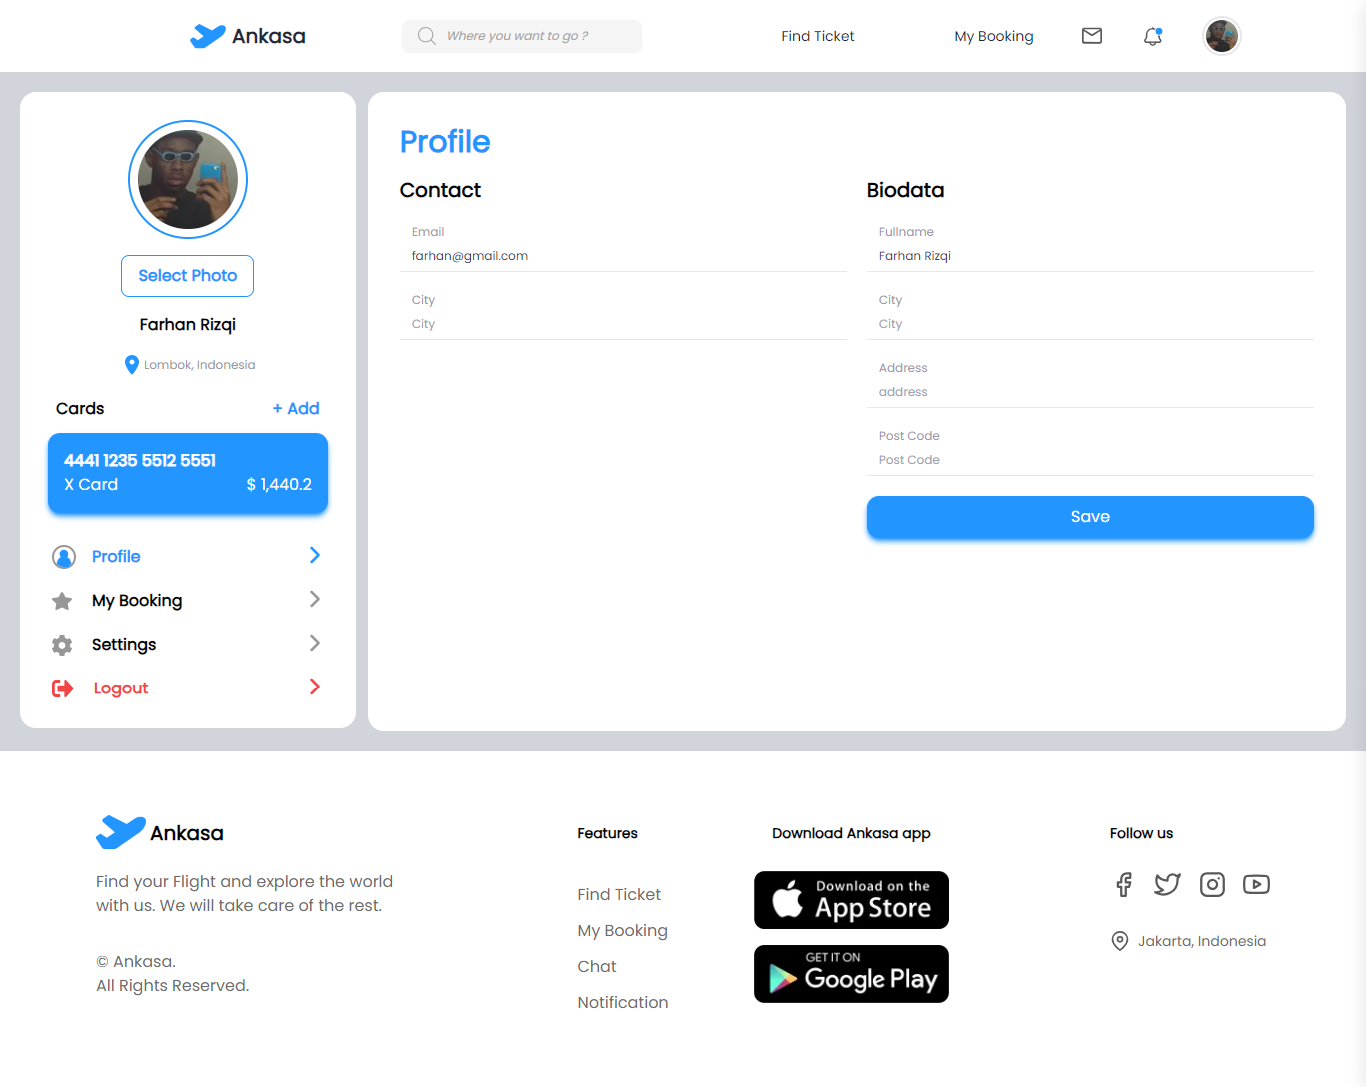 Ankasa
Where you want to go ?
Find Ticket
My Booking
Select Photo
Farhan Rizqi
Lombok, Indonesia
Cards
+ Add
4441 1235 5512 5551
X Card
$ 1,440.2
Profile
My Booking
Settings
Logout
Profile
Contact
Email
farhan@gmail.com
City
City
Biodata
Fullname
Farhan Rizqi
City
City
Address
address
Post Code
Post Code
Save
Ankasa
Find your Flight and explore the world
with us. We will take care of the rest.
© Ankasa.
All Rights Reserved.
Features
Find Ticket
My Booking
Chat
Notification
Download Ankasa app
Download on the
App Store
GET IT ON
Google Play
Follow us
Jakarta, Indonesia